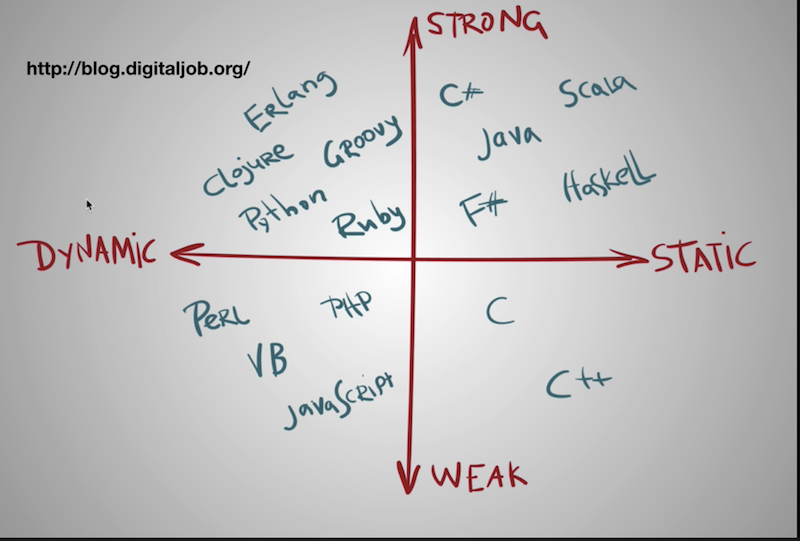 STRONG
http://blog.digitaljob.org/
ERLang
C#
Scala
GROOVY
Java
Clojure
Haskell
Python
Ruby
F#
DYNAMIC
STATIC
PERL
PHP
C
VB
JavaScript
C++
WEAK